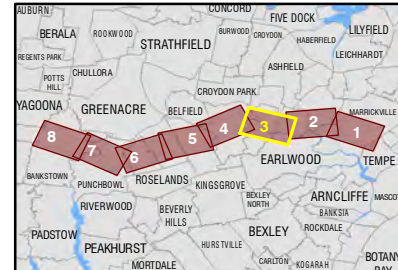 AUBURN
CONCORD
FIVE DOCK
BERALA
ROOKWOOD
STRATHFIELD
BURWOOD
CROYDON
HABERFIELD
LILYFIELD
REGENTS PARK
LEICHHARDT
CHULLORA
ASHFIELD
POTTS
HILL
CROYDON PARK
YAGOONA
GREENACRE
BELFIELD
MARRICKVILLE
8
7
6
5
4
3
2
1
BANKSTOWN
PUNCHBOWL
ROSELANDS
KINGSGROVE
EARLWOOD
TEMPE
RIVERWOOD
BEVERLY
HILLS
BEXLEY
NORTH
ARNCLIFFE
MASCOT
BANKSIA
PADSTOW
PEAKHURST
HURSTVILLE
BEXLEY
ROCKDALE
MORTDALE
CARLTON
KOGARAH
BOTANY
BAY